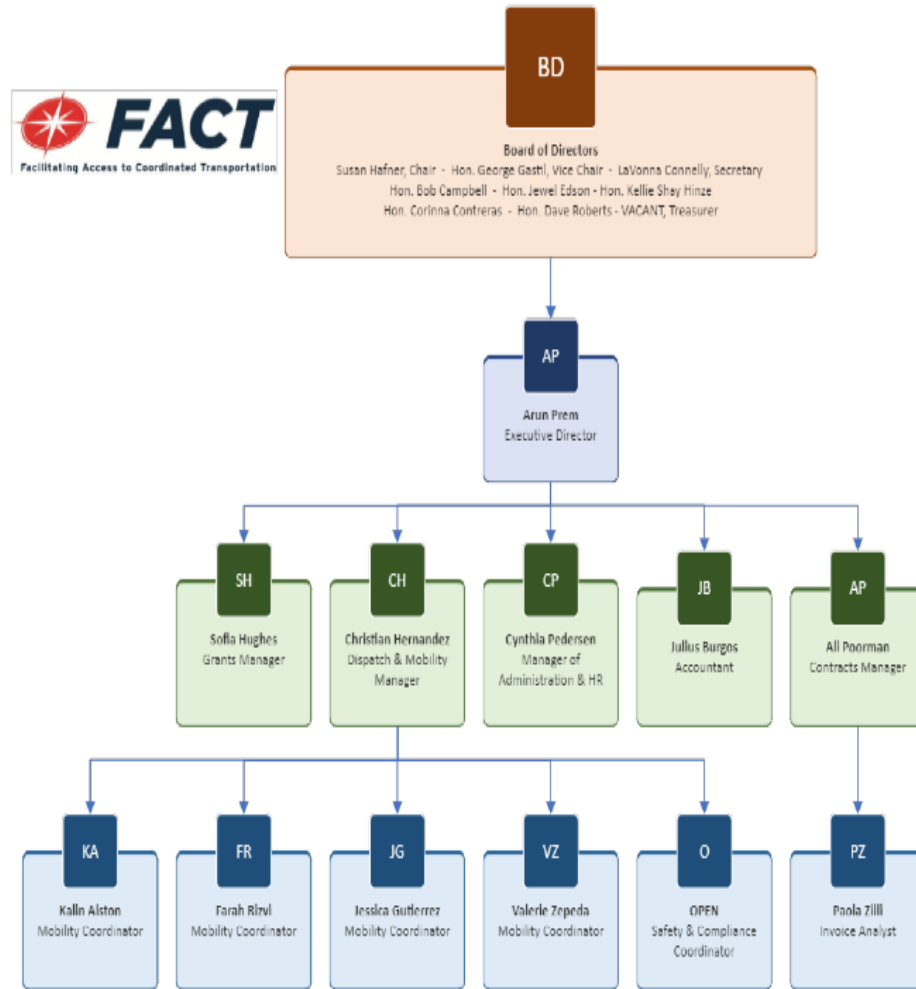 BD
FACT
Facilitating Access to Coordinated Transportation
Board of Directors
Susan Hafner, Chair - Hon. George Gastil, Vice Chair - LaVonna Connelly, Secretary
Hon. Bob Campbell - Hon. Jewel Edson - Hon. Kellie Shay Hinze
Hon. Corinna Contreras - Hon. Dave Roberts - VACANT, Treasurer
AP
Arun Prem
Executive Director
SH
Sofia Hughes
Grants Manager
CH
Christian Hernandez
Dispatch & Mobility
Manager
CP
Cynthia Pedersen
Manager of
Administration & HR
JB
Julius Burgos
Accountant
AP
Ali Poorman
Contracts Manager
KA
Kalin Alston
Mobility Coordinator
FR
Farah Rizvi
Mobility Coordinator
JG
Jessica Gutierrez
Mobility Coordinator
VZ
Valerie Zepeda
Mobility Coordinator
O
OPEN
Safety & Compliance
Coordinator
PZ
Paola Zilli
Invoice Analyst